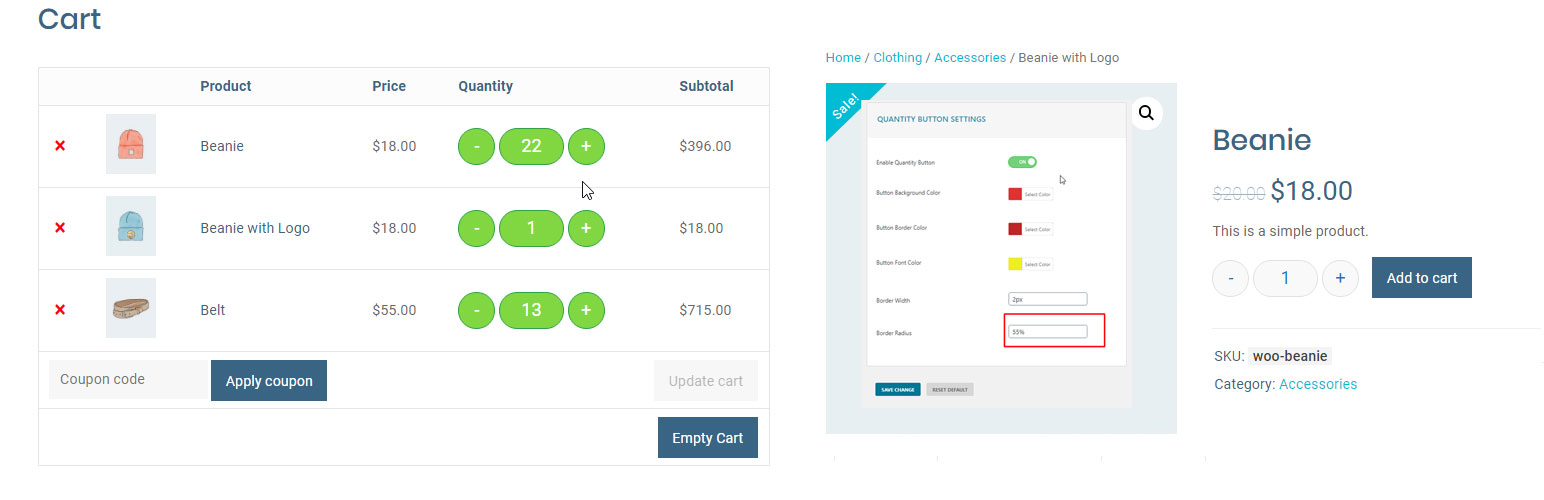 Cart
Product Price Quantity Subtotal
× Beanie $18.00 - 22 + $396.00
× Beanie with Logo $18.00 - 1 + $18.00
× Belt $55.00 - 13 + $715.00
Coupon code Apply coupon Update cart
Empty Cart
Home / Clothing / Accessories / Beanie with Logo
Sale!
QUANTITY BUTTON SETTINGS
Enable Quantity Button ON
Button Background Color Select Color
Button Border Color Select Color
Button Font Color Select Color
Border Width 2px
Border Radius 55%
SAVE CHANGE RESET DEFAULT
Beanie
$20.00 $18.00
This is a simple product.
- 1 + Add to cart
SKU: woo-beanie
Category: Accessories